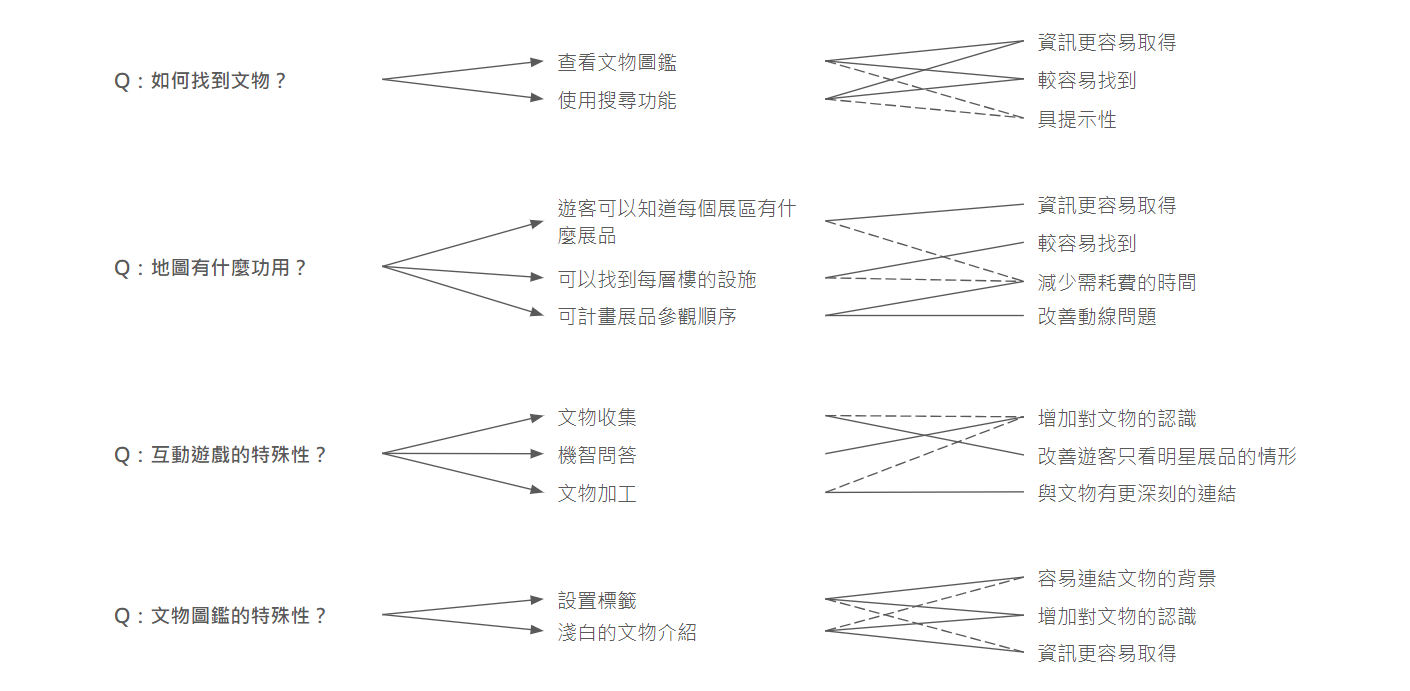 Q：如何找到文物？
查看文物圖鑑
使用搜尋功能
資訊更容易取得
較容易找到
具提示性
Q：地圖有什麼功用？
遊客可以知道每個展區有什
麼展品
可以找到每層樓的設施
可計畫展品參觀順序
資訊更容易取得
較容易找到
減少需耗費的時間
改善動線問題
Q：互動遊戲的特殊性？
文物收集
機智問答
文物加工
增加對文物的認識
改善遊客只看明星展品的情形
與文物有更深刻的連結
Q：文物圖鑑的特殊性？
設置標籤
淺白的文物介紹
容易連結文物的背景
增加對文物的認識
資訊更容易取得